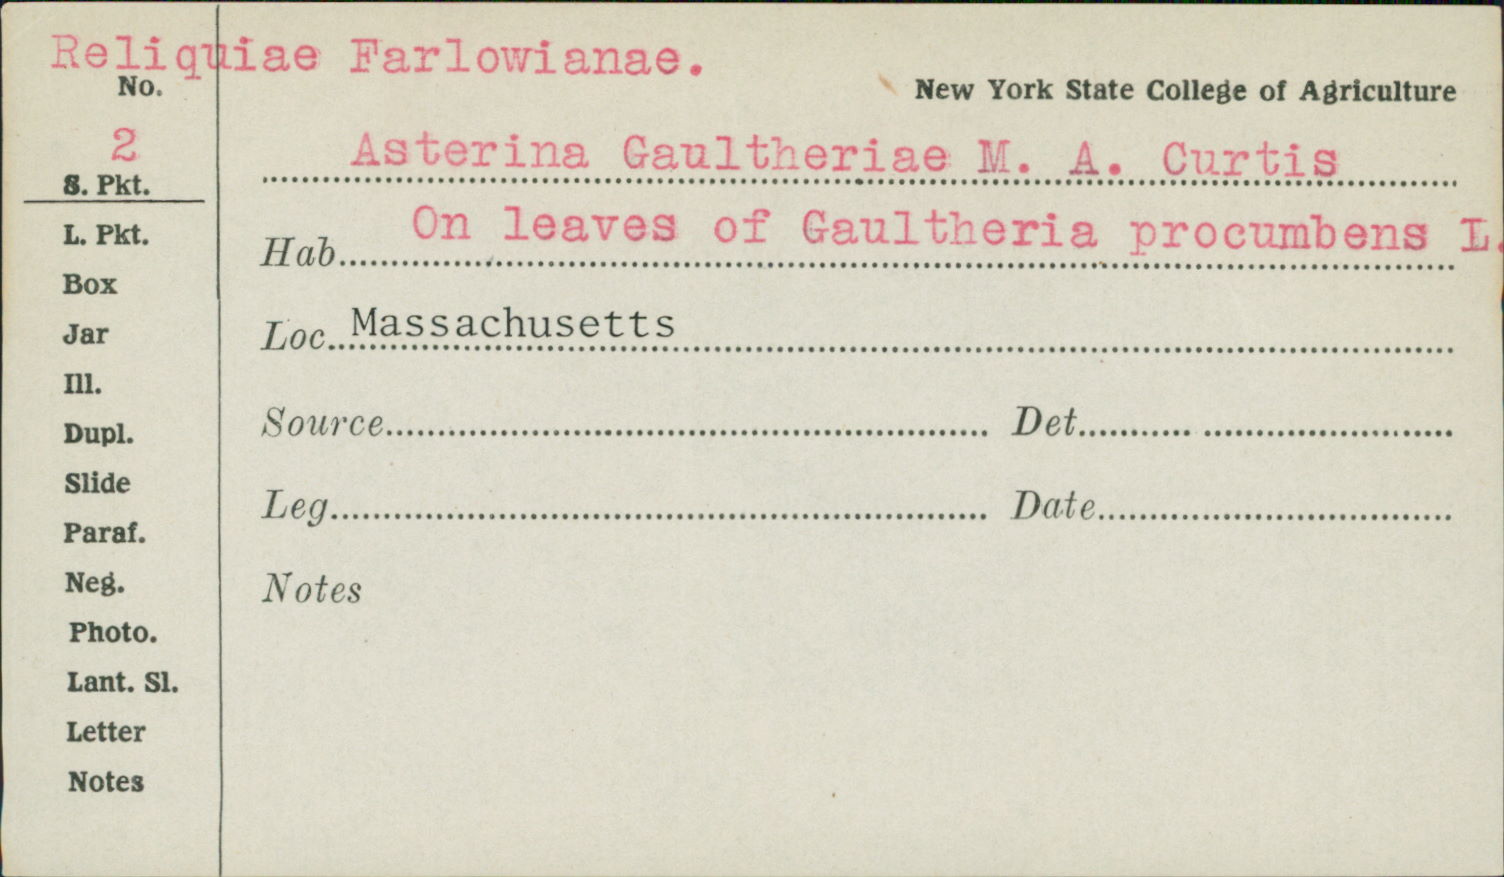 Reliquiae Farlowianae.
No.
New York State College of Agriculture
2
Asterina Gaultheriae M. A. Curtis
S. Pkt.
On leaves of Gaultheria procumbens L.
Hab
L. Pkt.
Box
Loc Massachusetts
Jar
Ill.
Source Det
Dupl.
Slide
Leg Date
Paraf.
Neg.
Notes
Photo.
Lant. Sl.
Letter
Notes